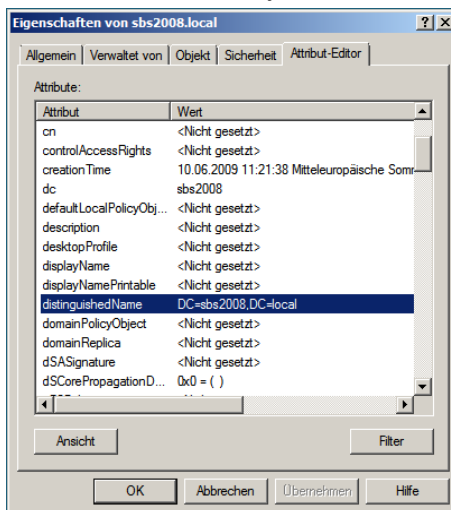 Eigenschaften von sbs2008.local
Allgemein Verwaltet von Objekt Sicherheit Attribut-Editor
Attribute:
Attribut Wert
cn <Nicht gesetzt>
controlAccessRights <Nicht gesetzt>
creationTime 10.06.2009 11:21:38 Mitteleuropäische Somr
dc sbs2008
defaultLocalPolicyObj... <Nicht gesetzt>
description <Nicht gesetzt>
desktopProfile <Nicht gesetzt>
displayName <Nicht gesetzt>
displayNamePrintable <Nicht gesetzt>
distinguishedName DC=sbs2008,DC=local
domainPolicyObject <Nicht gesetzt>
domainReplica <Nicht gesetzt>
dSASignature <Nicht gesetzt>
dSCorePropagationD... 0x0 = ( )
Ansicht Filter
OK Abbrechen Übernehmen Hilfe